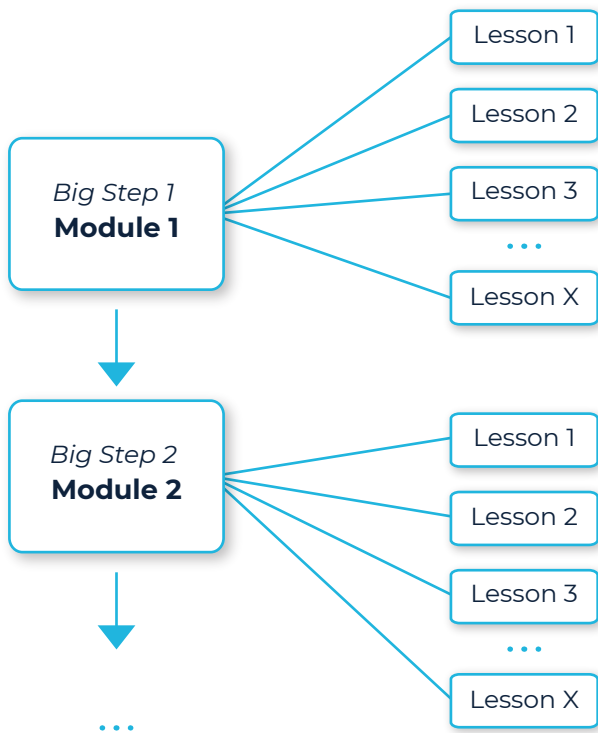 Big Step 1
Module 1
Lesson 1
Lesson 2
Lesson 3
...
Lesson X
Big Step 2
Module 2
Lesson 1
Lesson 2
Lesson 3
...
Lesson X
...